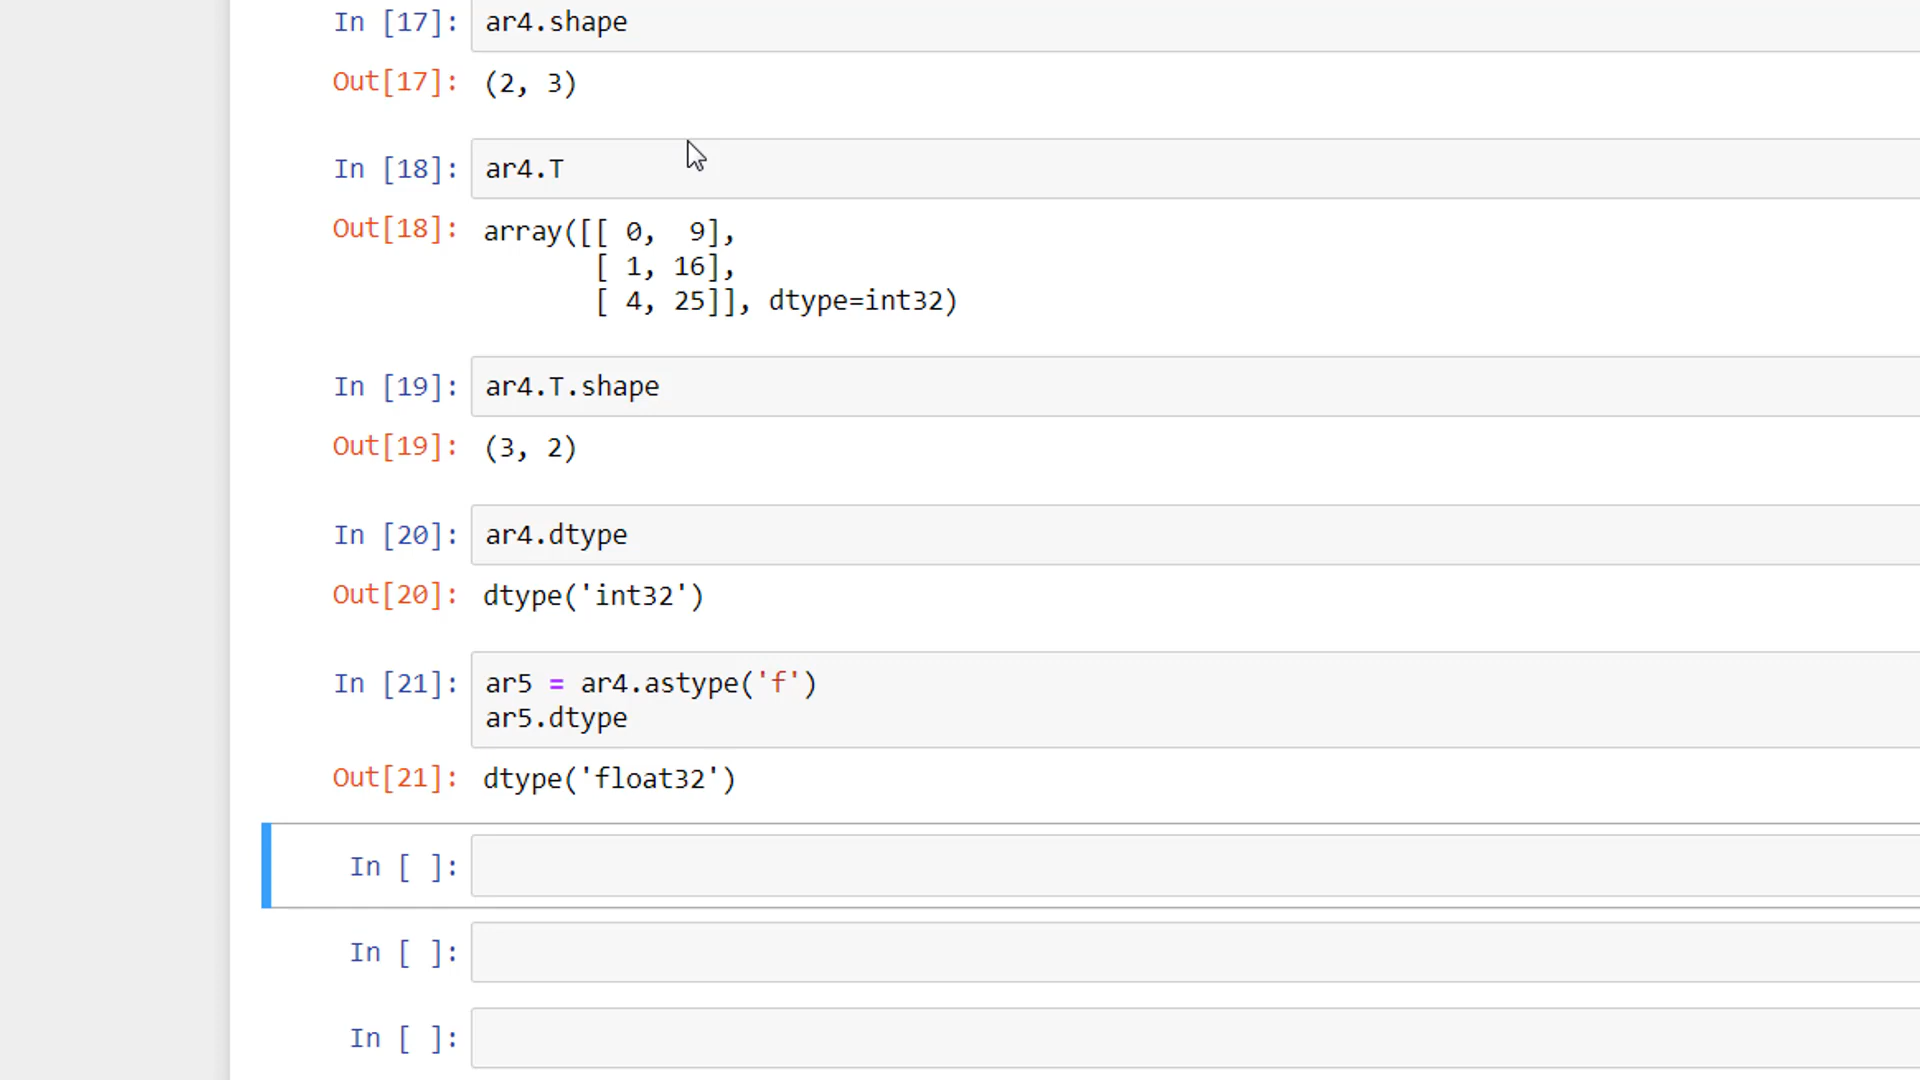 In [17]: ar4.shape
Out[17]: (2, 3)
In [18]: ar4.T
Out[18]: array([[ 0,  9],
       [ 1, 16],
       [ 4, 25]], dtype=int32)
In [19]: ar4.T.shape
Out[19]: (3, 2)
In [20]: ar4.dtype
Out[20]: dtype('int32')
In [21]: ar5 = ar4.astype('f')
ar5.dtype
Out[21]: dtype('float32')
In [ ]:
In [ ]:
In [ ]: